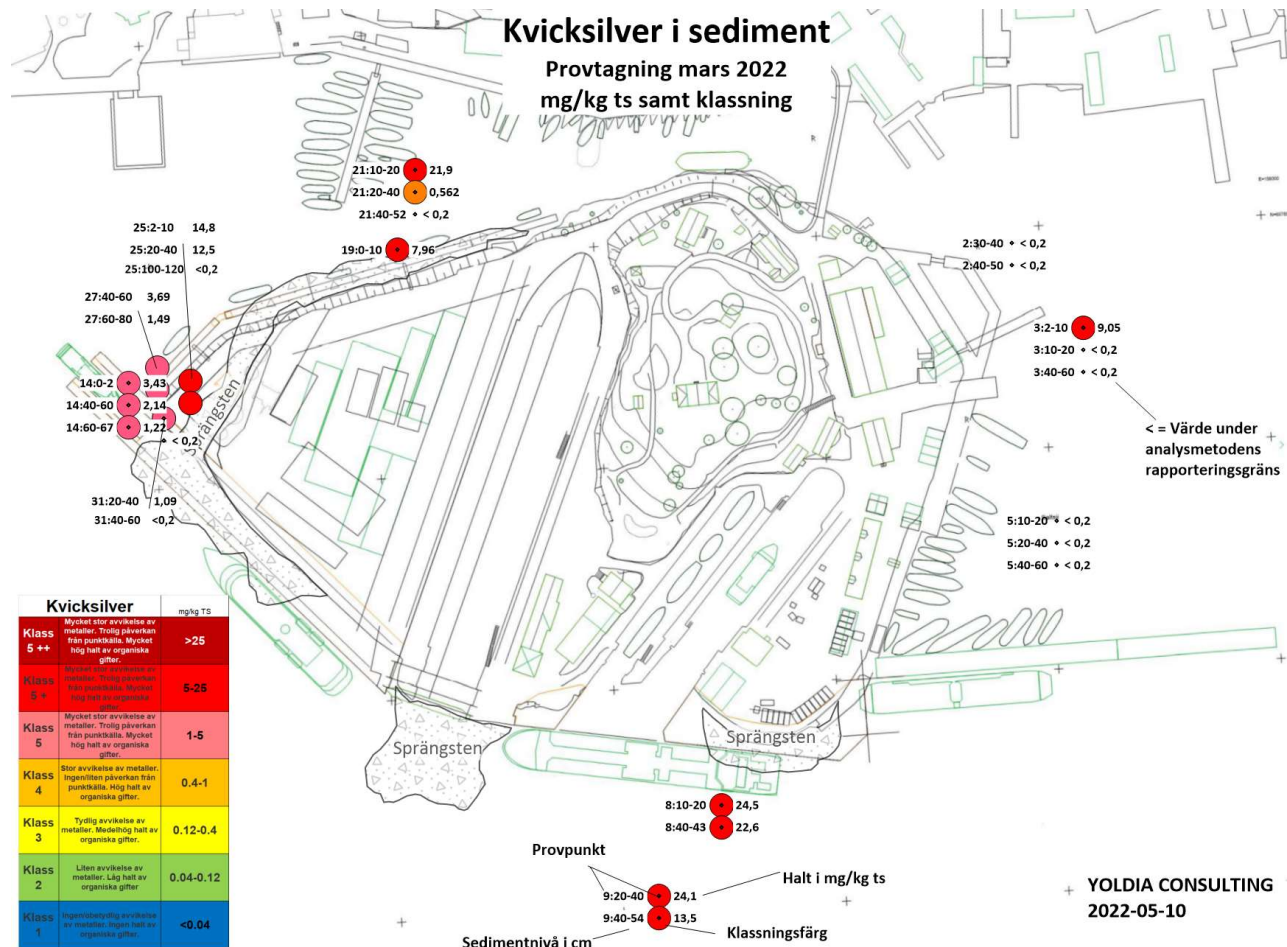 Kvicksilver i sediment
Provtagning mars 2022
mg/kg ts samt klassning
21:10-20 21,9
21:20-40 0,562
21:40-52 < 0,2
19:0-10 7,96
25:2-10 14,8
25:20-40 12,5
25:100-120 <0,2
27:40-60 3,69
27:60-80 1,49
14:0-2 3,43
14:40-60 2,14
14:60-67 1,22
< 0,2
Sprängsten
31:20-40 1,09
31:40-60 <0,2
2:30-40 < 0,2
2:40-50 < 0,2
3:2-10 9,05
3:10-20 < 0,2
3:40-60 < 0,2
< = Värde under
analysmetodens
rapporteringsgräns
5:10-20 < 0,2
5:20-40 < 0,2
5:40-60 < 0,2
Kvicksilver mg/kg TS
Klass 5 ++
Mycket stor avvikelse av
metaller. Trolig påverkan
från punktkälla. Mycket
hög halt av organiska
gifter.
>25
Klass 5 +
Mycket stor avvikelse av
metaller. Trolig påverkan
från punktkälla. Mycket
hög halt av organiska
gifter.
5-25
Klass 5
Mycket stor avvikelse av
metaller. Trolig påverkan
från punktkälla. Mycket
hög halt av organiska
gifter.
1-5
Klass 4
Stor avvikelse av metaller.
Ingen/liten påverkan från
punktkälla. Hög halt av
organiska gifter.
0.4-1
Klass 3
Tydlig avvikelse av
metaller. Medelhög halt av
organiska gifter.
0.12-0.4
Klass 2
Liten avvikelse av
metaller. Låg halt av
organiska gifter
0.04-0.12
Klass 1
Ingen/obetydlig avvikelse
av metaller. Ingen halt av
organiska gifter.
<0.04
Sprängsten
Sprängsten
8:10-20 24,5
8:40-43 22,6
Provpunkt
9:20-40 24,1
9:40-54 13,5
Halt i mg/kg ts
Klassningsfärg
Sedimentnivå i cm
YOLDIA CONSULTING
2022-05-10